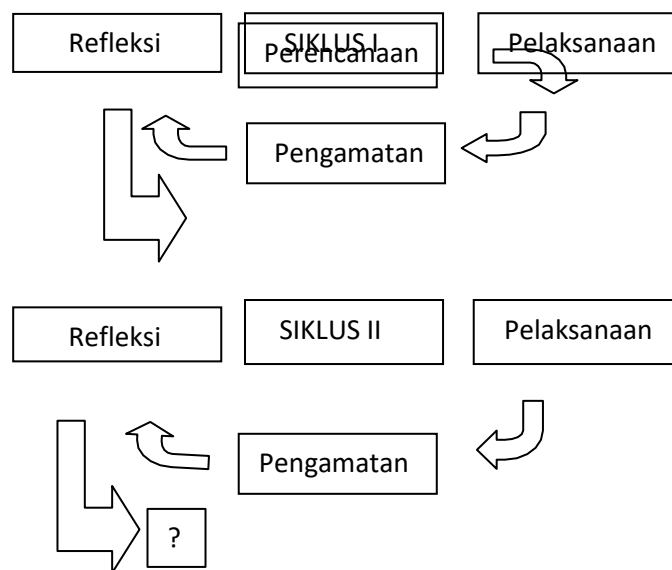 Refleksi
SIKLUS I
Pelaksanaan
Perencanaan
Pengamatan
Refleksi
SIKLUS II
Pelaksanaan
Pengamatan
?